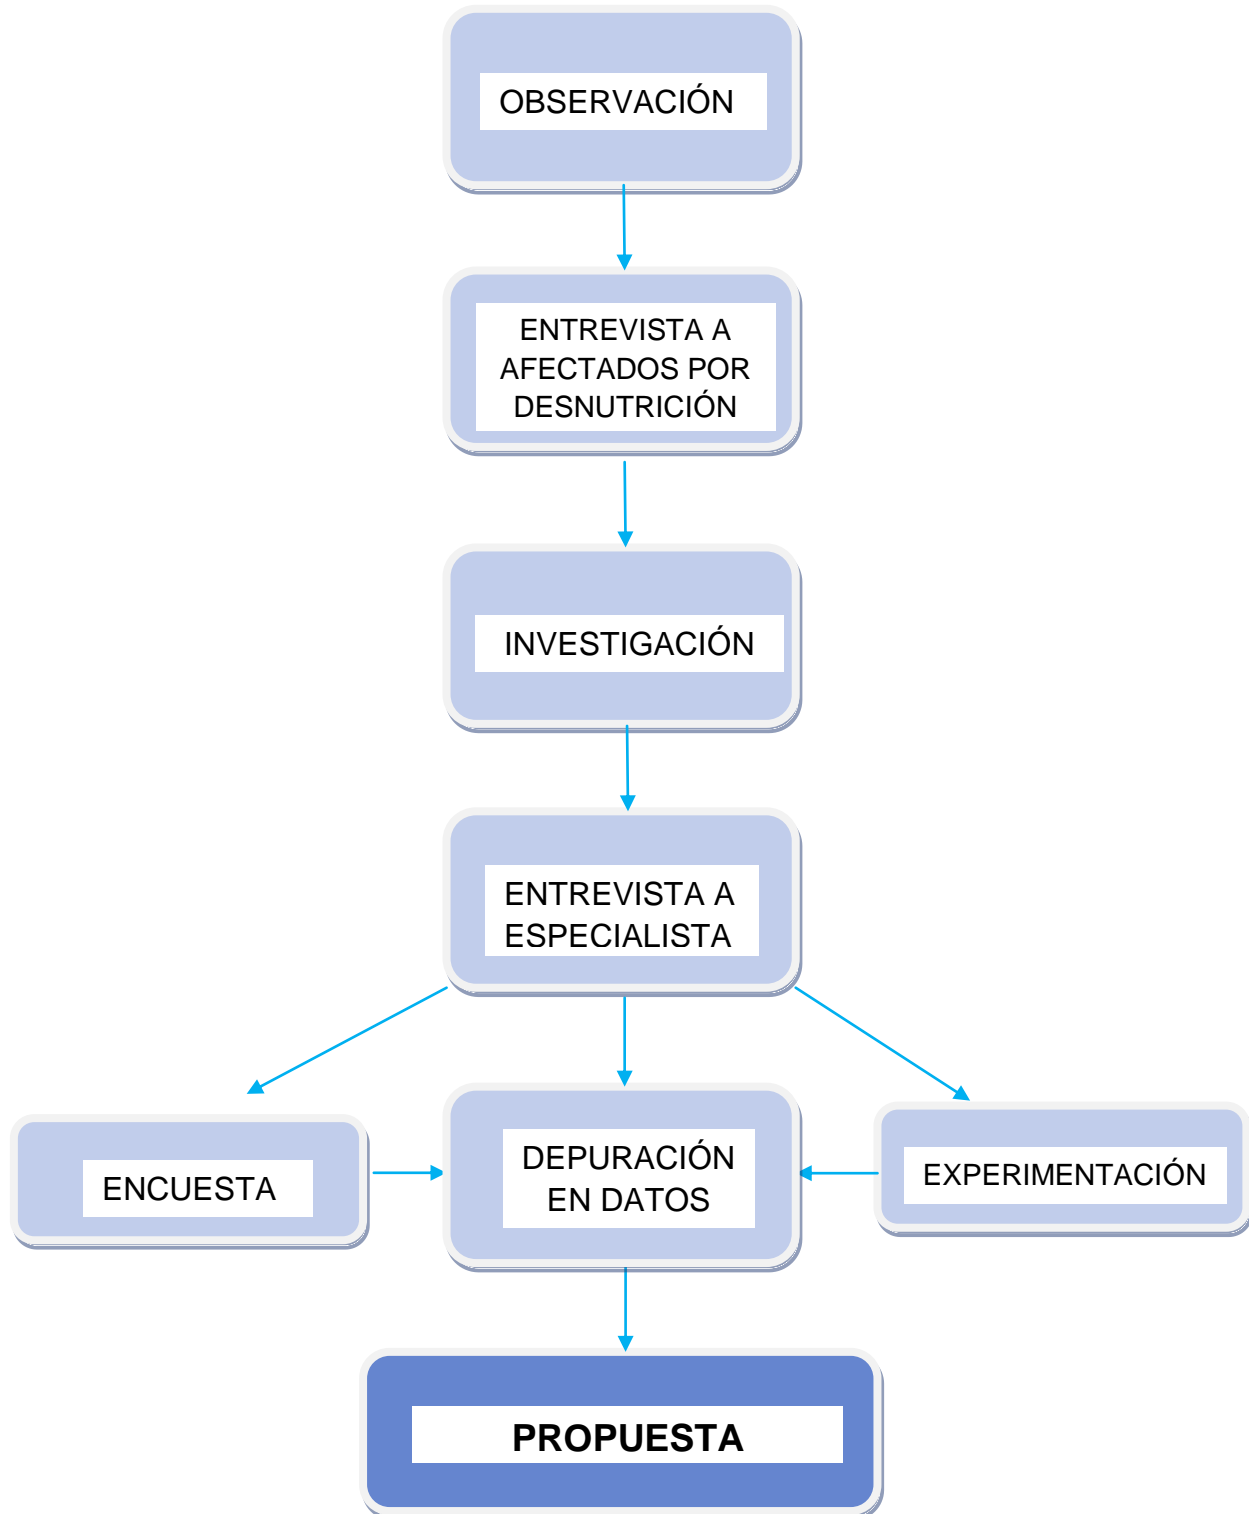 OBSERVACIÓN
ENTREVISTA A
AFECTADOS POR
DESNUTRICIÓN
INVESTIGACIÓN
ENTREVISTA A
ESPECIALISTA
ENCUESTA
DEPURACIÓN
EN DATOS
EXPERIMENTACIÓN
PROPUESTA